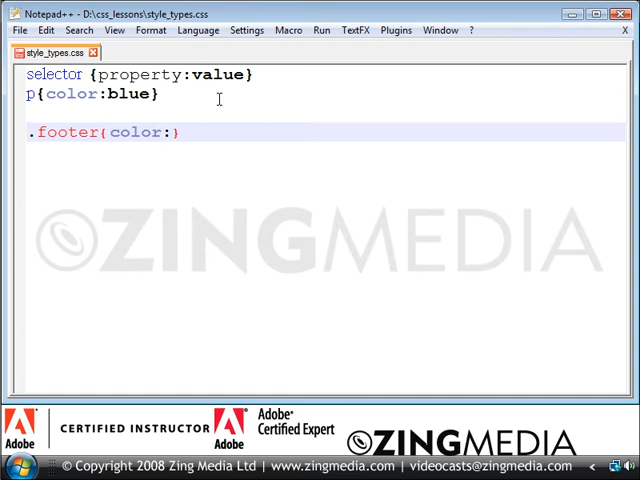 Notepad++ - D:\css_lessons\style_types.css
File Edit Search View Format Language Settings Macro Run TextFX Plugins Window ? X
style_types.css
selector {property:value}
p{color:blue}
.footer{color:}
ZINGMEDIA
Adobe CERTIFIED INSTRUCTOR Adobe Adobe® Certified Expert ZINGMEDIA
© Copyright 2008 Zing Media Ltd | www.zingmedia.com | videocasts@zingmedia.com